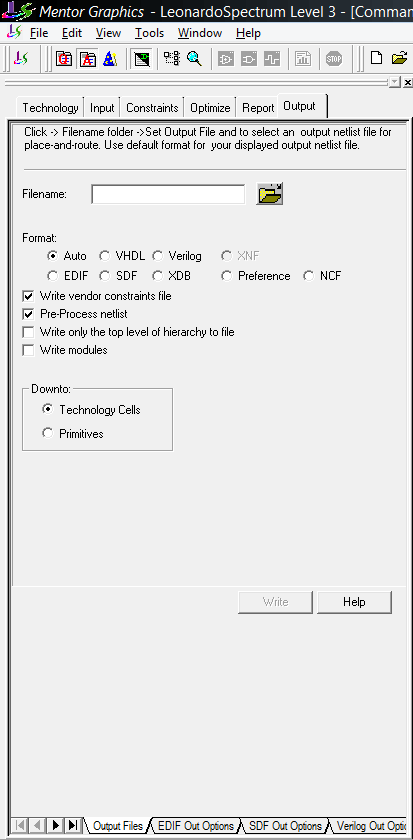 Mentor Graphics - LeonardoSpectrum Level 3 - [Comma
File Edit View Tools Window Help
Technology Input Constraints Optimize Report Output
Click -> Filename folder ->Set Output File and to select an output netlist file for
place-and-route. Use default format for your displayed output netlist file.
Filename:
Format:
Auto VHDL Verilog XNF
EDIF SDF XDB Preference NCF
Write vendor constraints file
Pre-Process netlist
Write only the top level of hierarchy to file
Write modules
Downto:
Technology Cells
Primitives
Write Help
Output Files EDIF Out Options SDF Out Options Verilog Out Optio